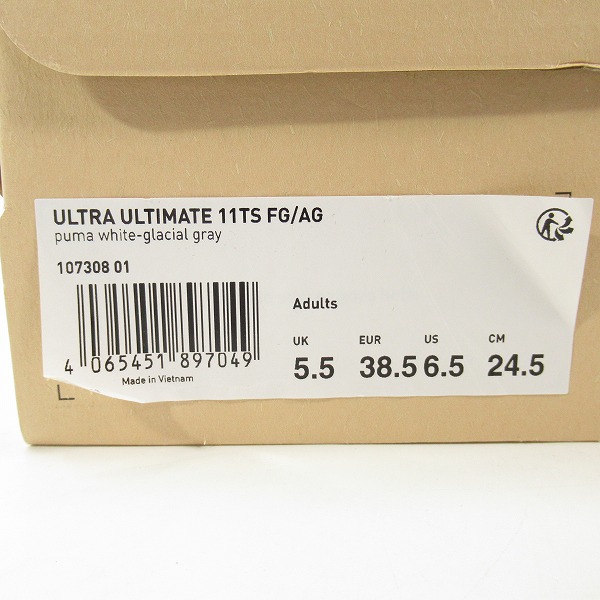 ULTRA ULTIMATE 11TS FG/AG
puma white-glacial gray
107308 01
4 065451 897049
Made in Vietnam
Adults
UK EUR US CM
5.5 38.5 6.5 24.5